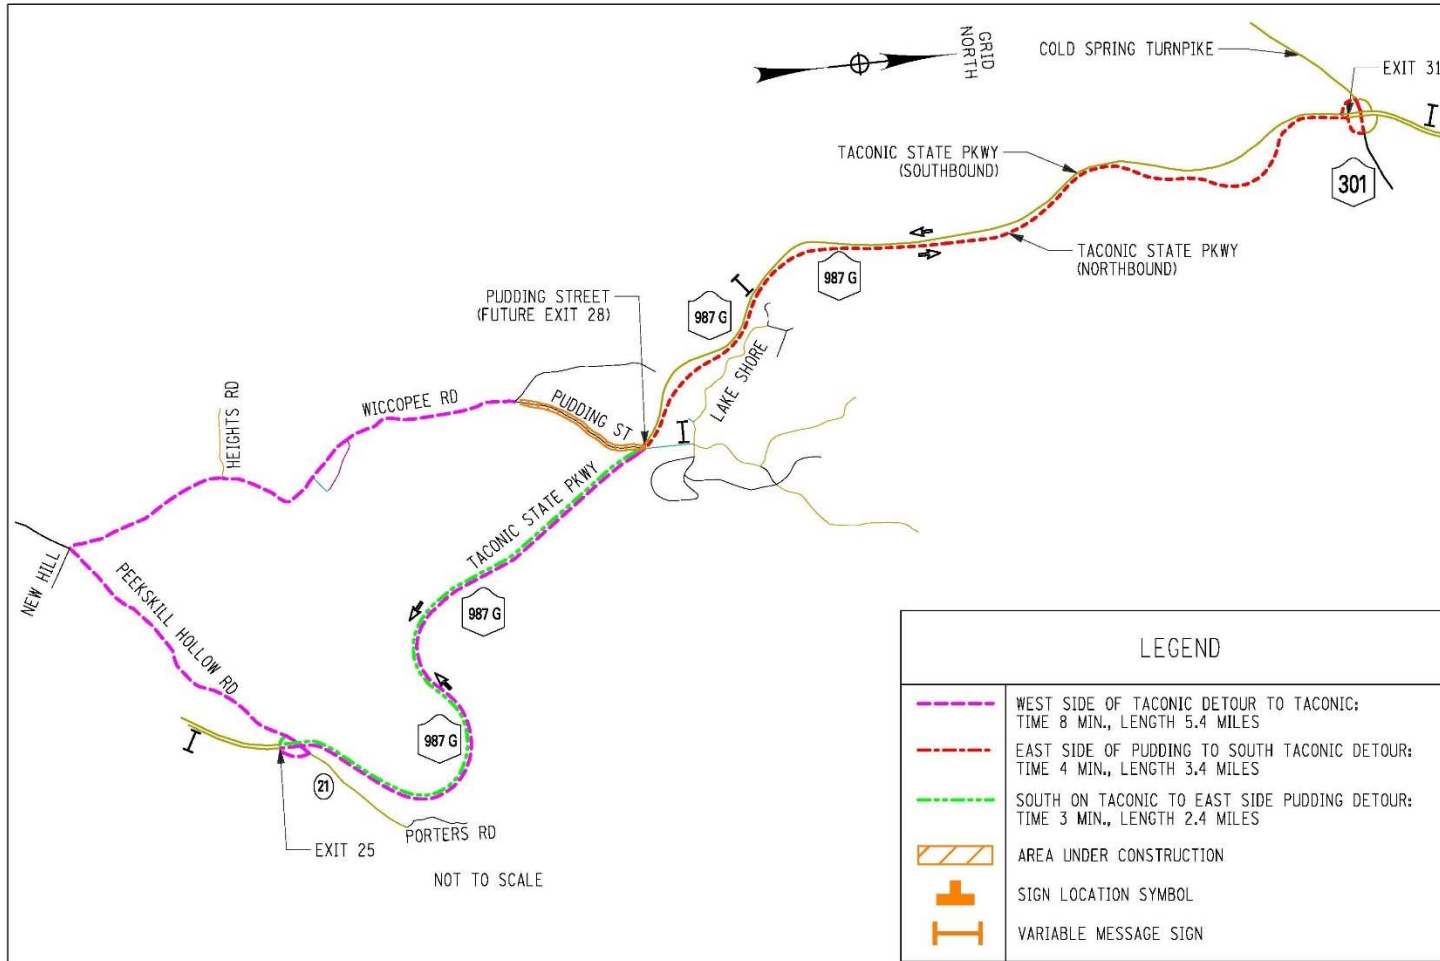 GRID
NORTH
COLD SPRING TURNPIKE
EXIT 31
TACONIC STATE PKWY
(SOUTHBOUND)
301
TACONIC STATE PKWY
(NORTHBOUND)
987 G
PUDDING STREET
(FUTURE EXIT 28)
987 G
LAKE SHORE
HEIGHTS RD
WICCOPEE RD
PUDDING ST
TACONIC STATE PKWY
NEW HILL
PEEKSKILL HOLLOW RD
987 G
987 G
21
PORTERS RD
EXIT 25
NOT TO SCALE
LEGEND
WEST SIDE OF TACONIC DETOUR TO TACONIC:
TIME 8 MIN., LENGTH 5.4 MILES
EAST SIDE OF PUDDING TO SOUTH TACONIC DETOUR:
TIME 4 MIN., LENGTH 3.4 MILES
SOUTH ON TACONIC TO EAST SIDE PUDDING DETOUR:
TIME 3 MIN., LENGTH 2.4 MILES
AREA UNDER CONSTRUCTION
SIGN LOCATION SYMBOL
VARIABLE MESSAGE SIGN